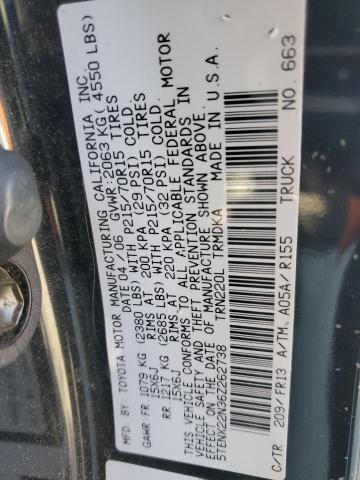 MFD. BY: TOYOTA MOTOR MANUFACTURING CALIFORNIA, INC.
DATE 04/06 GVWR: 2063 KG( 4550 LBS)
GAWR: FR 1079 KG (2380 LBS) WITH P215/70R15 TIRES
15X6J RIMS AT 200 KPA (29 PSI) COLD.
RR 1217 KG (2685 LBS) WITH P215/70R15 TIRES
15X6J RIMS AT 221 KPA (32 PSI) COLD.
THIS VEHICLE CONFORMS TO ALL APPLICABLE FEDERAL MOTOR
VEHICLE SAFETY AND THEFT PREVENTION STANDARDS IN
EFFECT ON THE DATE OF MANUFACTURE SHOWN ABOVE.
5TENX22N36Z262738 TRN220L TRMDKA MADE IN U.S.A.
C/TR 209/FR13 A/TM. A05A/R155 TRUCK NO. 663